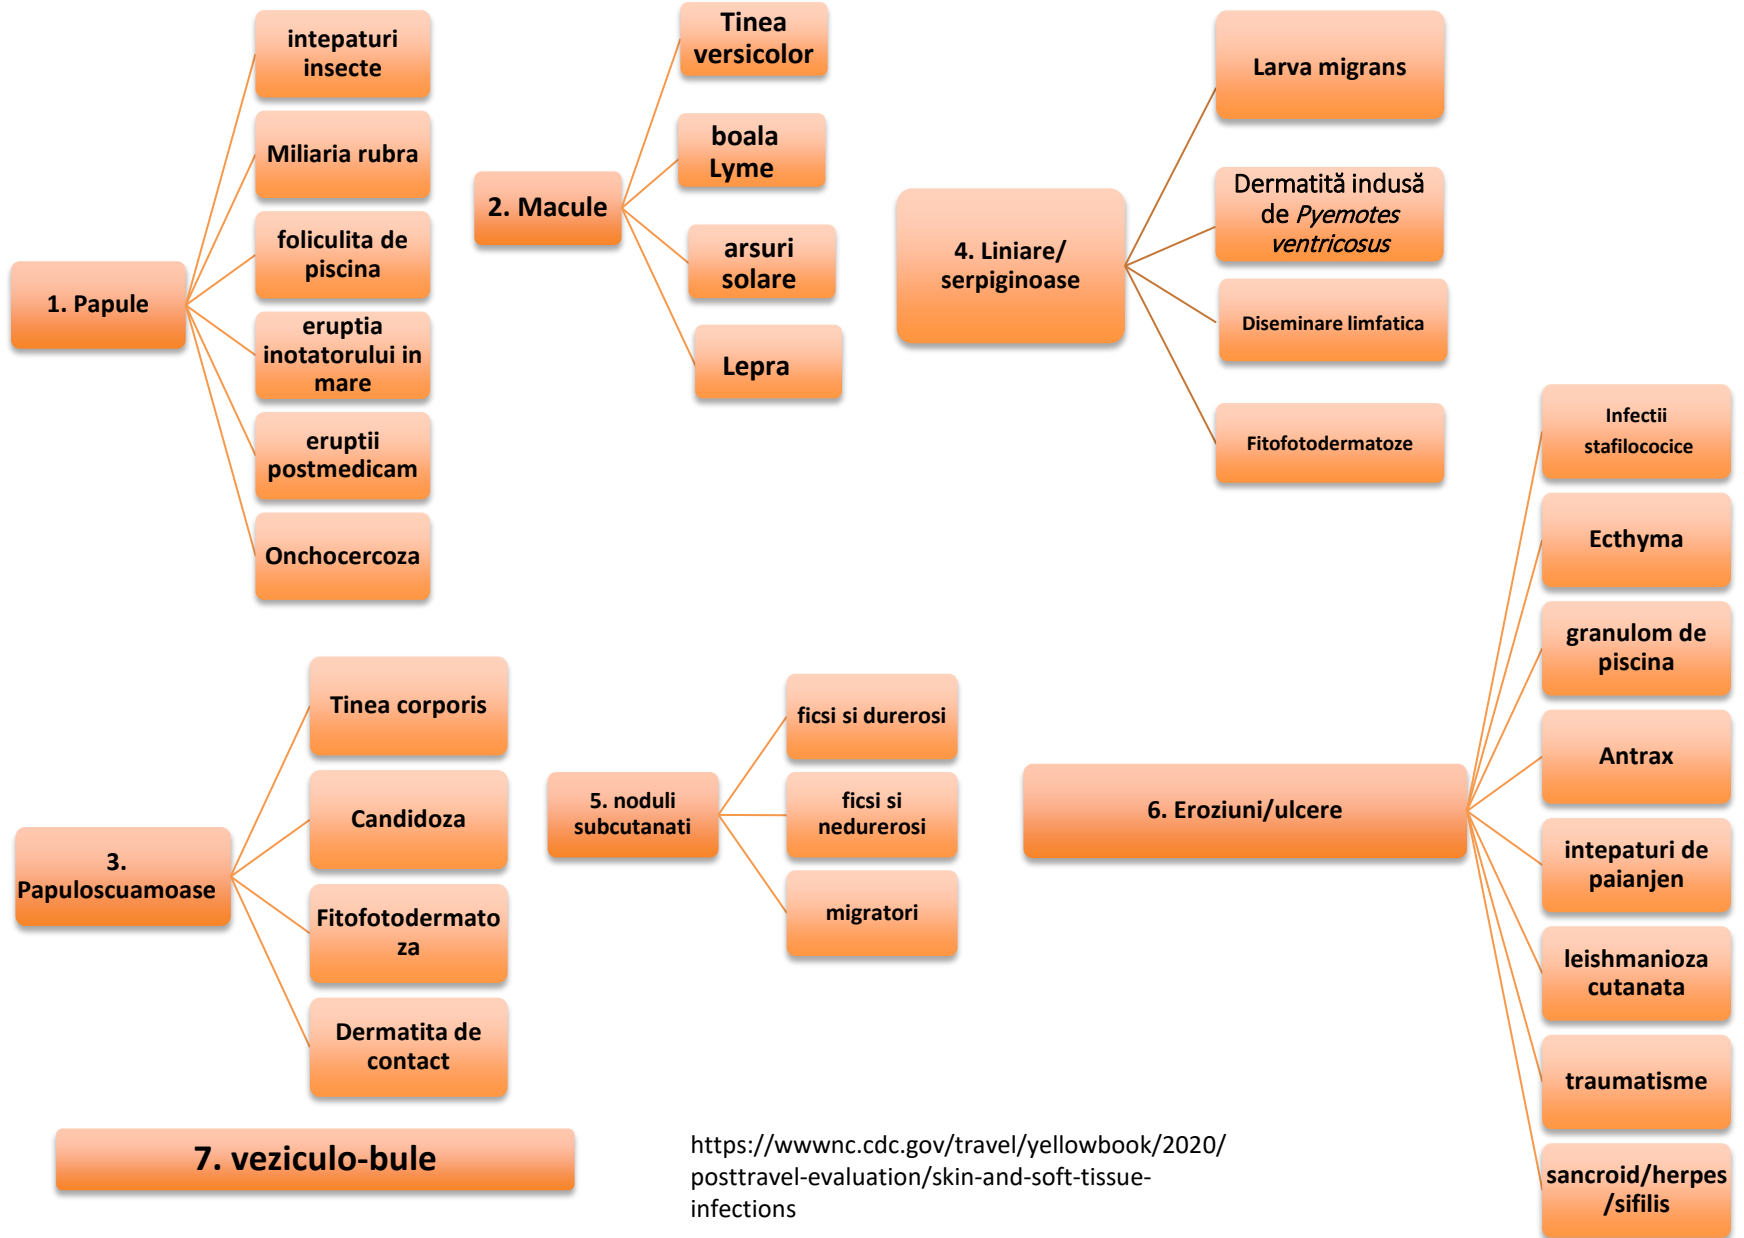 1. Papule
intepaturi
insecte
Miliaria rubra
foliculita de
piscina
eruptia
inotatorului in
mare
eruptii
postmedicam
Onchocercoza
2. Macule
Tinea
versicolor
boala
Lyme
arsuri
solare
Lepra
3.
Papuloscuamoase
Tinea corporis
Candidoza
Fitofotodermato
za
Dermatita de
contact
4. Liniare/
serpiginoase
Larva migrans
Dermatită indusă
de Pyemotes
ventricosus
Diseminare limfatica
Fitofotodermatoze
5. noduli
subcutanati
ficsi si durerosi
ficsi si
nedurerosi
migratori
6. Eroziuni/ulcere
Infectii
stafilococice
Ecthyma
granulom de
piscina
Antrax
intepaturi de
paianjen
leishmanioza
cutanata
traumatisme
sancroid/herpes
/sifilis
7. veziculo-bule
https://wwwnc.cdc.gov/travel/yellowbook/2020/
posttravel-evaluation/skin-and-soft-tissue-
infections